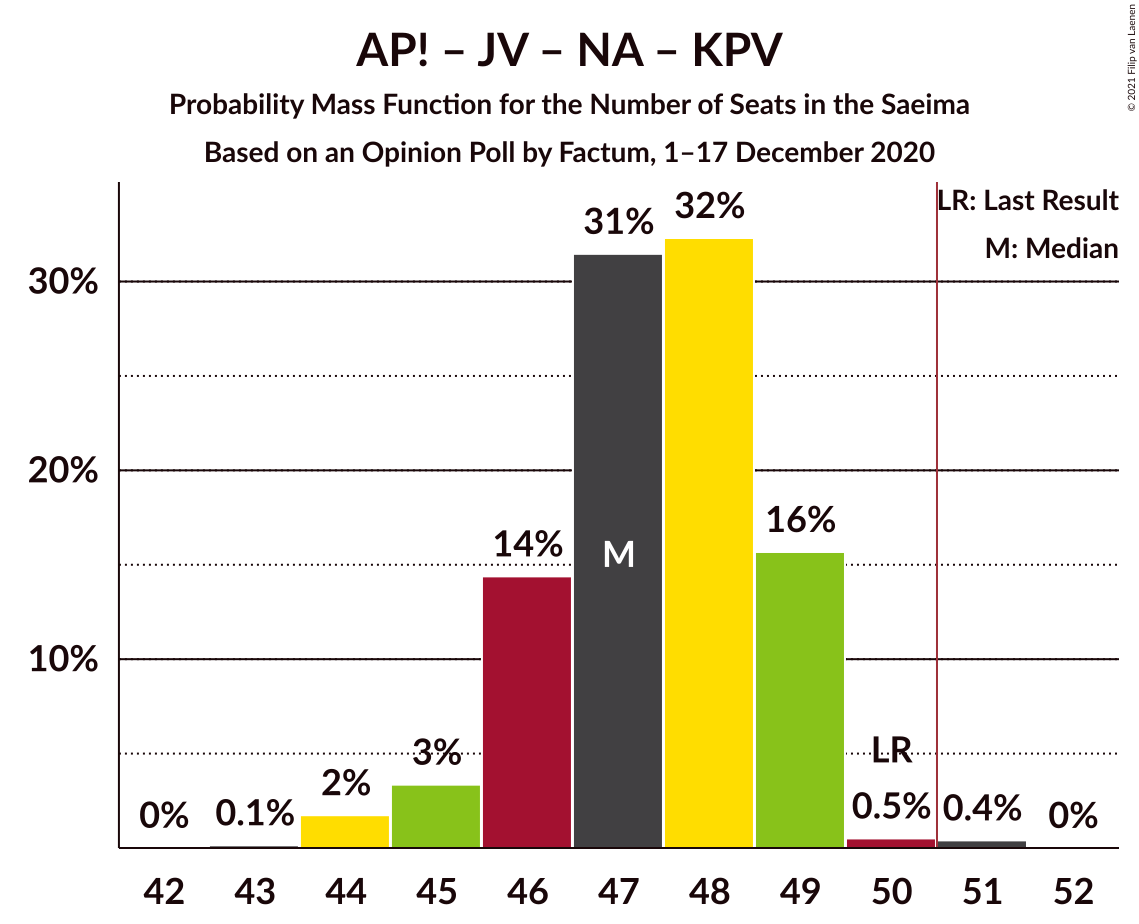 AP! – JV – NA – KPV
Probability Mass Function for the Number of Seats in the Saeima
Based on an Opinion Poll by Factum, 1–17 December 2020
© 2021 Filip van Laenen
LR: Last Result
M: Median
30%
20%
10%
0%
0.1%
2%
3%
14%
31%
32%
16%
0.5%
0.4%
0%
M
LR
42 43 44 45 46 47 48 49 50 51 52